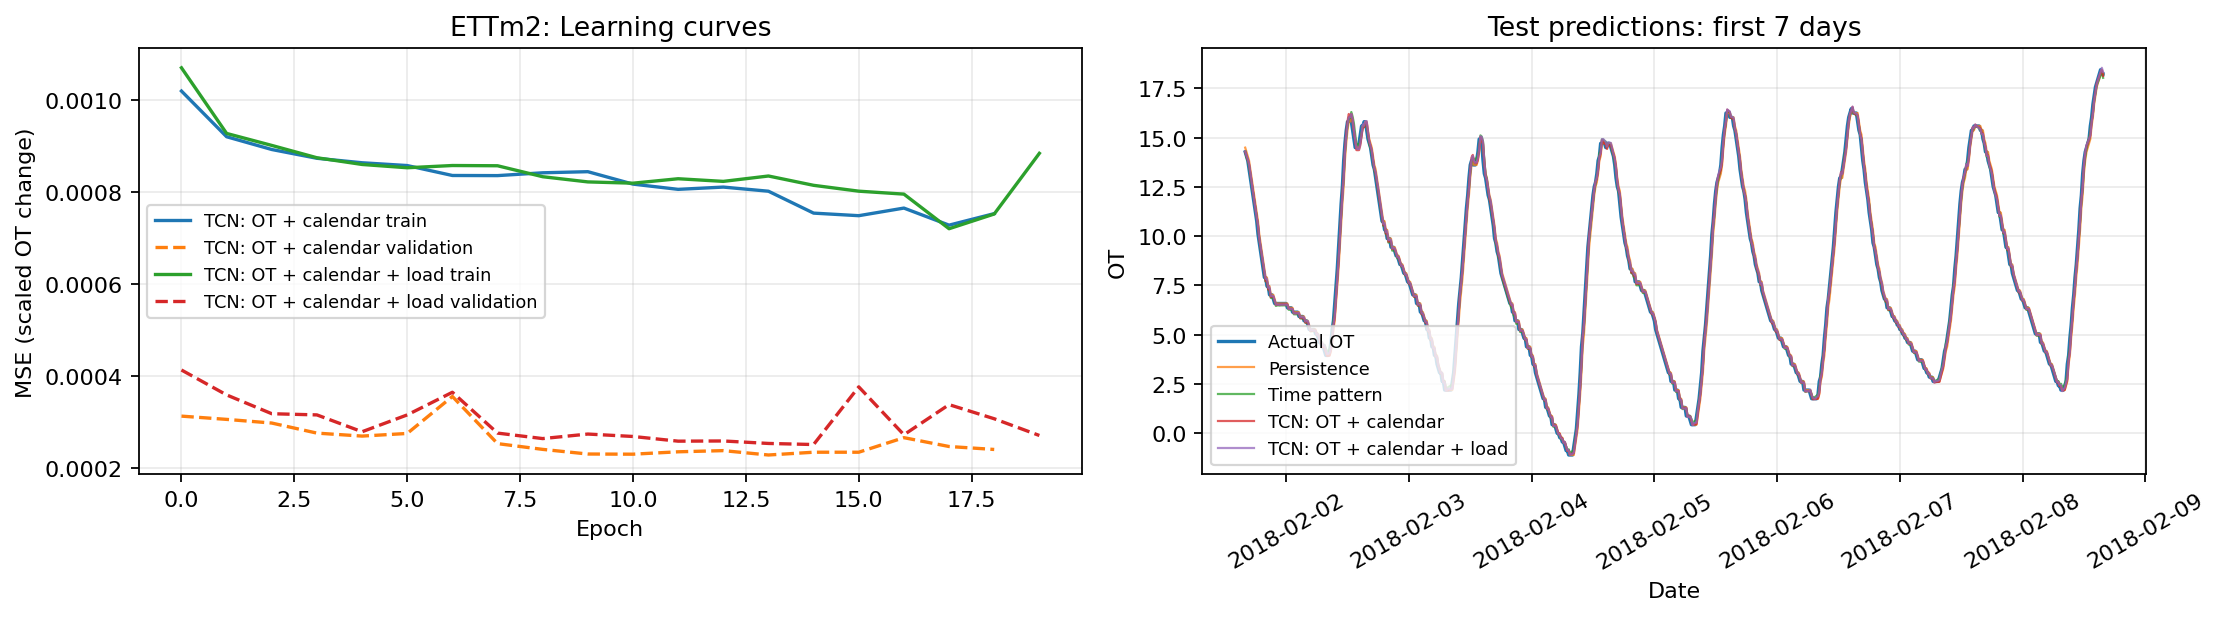 ETTm2: Learning curves
MSE (scaled OT change)
0.0010
0.0008
0.0006
0.0004
0.0002
TCN: OT + calendar train
TCN: OT + calendar validation
TCN: OT + calendar + load train
TCN: OT + calendar + load validation
0.0 2.5 5.0 7.5 10.0 12.5 15.0 17.5
Epoch
Test predictions: first 7 days
OT
17.5
15.0
12.5
10.0
7.5
5.0
2.5
0.0
Actual OT
Persistence
Time pattern
TCN: OT + calendar
TCN: OT + calendar + load
2018-02-02 2018-02-03 2018-02-04 2018-02-05 2018-02-06 2018-02-07 2018-02-08 2018-02-09
Date